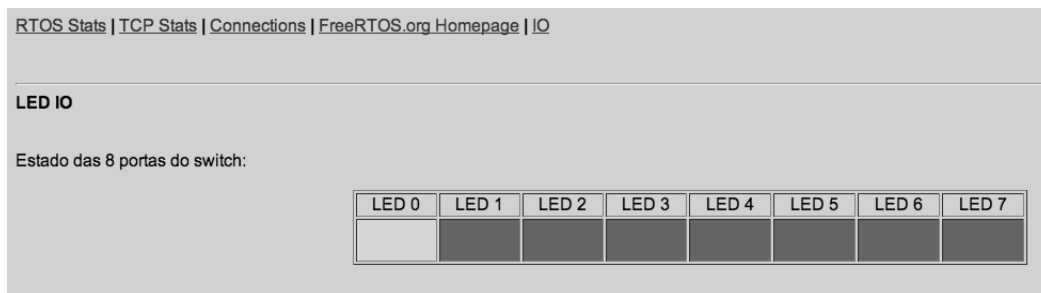 RTOS Stats | TCP Stats | Connections | FreeRTOS.org Homepage | IO
LED IO
Estado das 8 portas do switch:
LED 0 LED 1 LED 2 LED 3 LED 4 LED 5 LED 6 LED 7